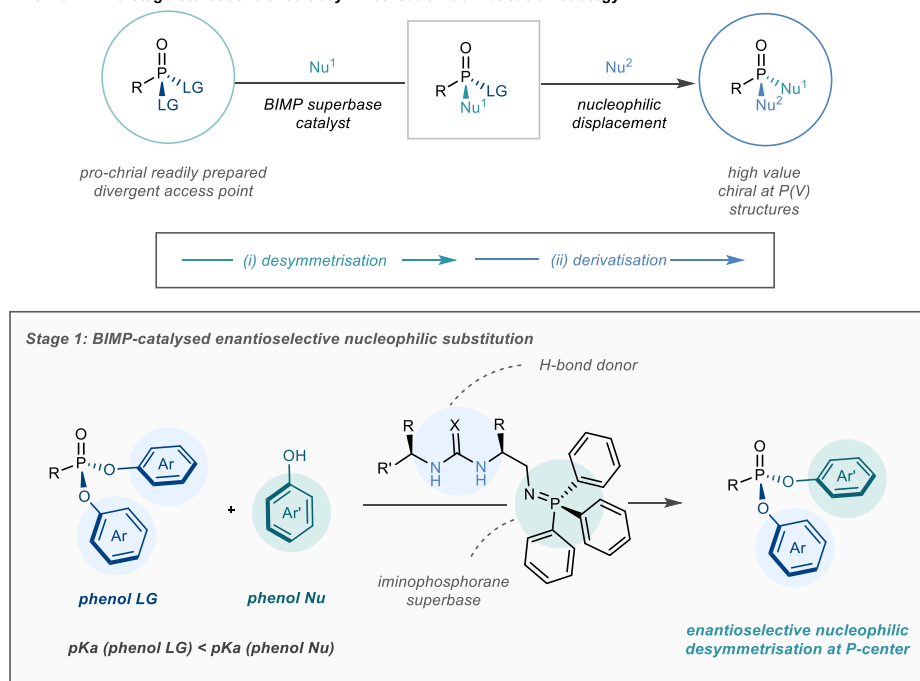 O
P
R
LG
LG
Nu1
BIMP superbase
catalyst
O
P
R
LG
Nu1
Nu2
nucleophilic
displacement
O
P
R
Nu1
Nu2
pro-chrial readily prepared
divergent access point
high value
chiral at P(V)
structures
(i) desymmetrisation
(ii) derivatisation
Stage 1: BIMP-catalysed enantioselective nucleophilic substitution
H-bond donor
O
P
R
O
Ar
O
Ar
phenol LG
+
OH
Ar'
phenol Nu
R
X
R
R'
N
H
N
H
N
P
iminophosphorane
superbase
O
P
R
O
Ar'
O
Ar
pKa (phenol LG) < pKa (phenol Nu)
enantioselective nucleophilic
desymmetrisation at P-center